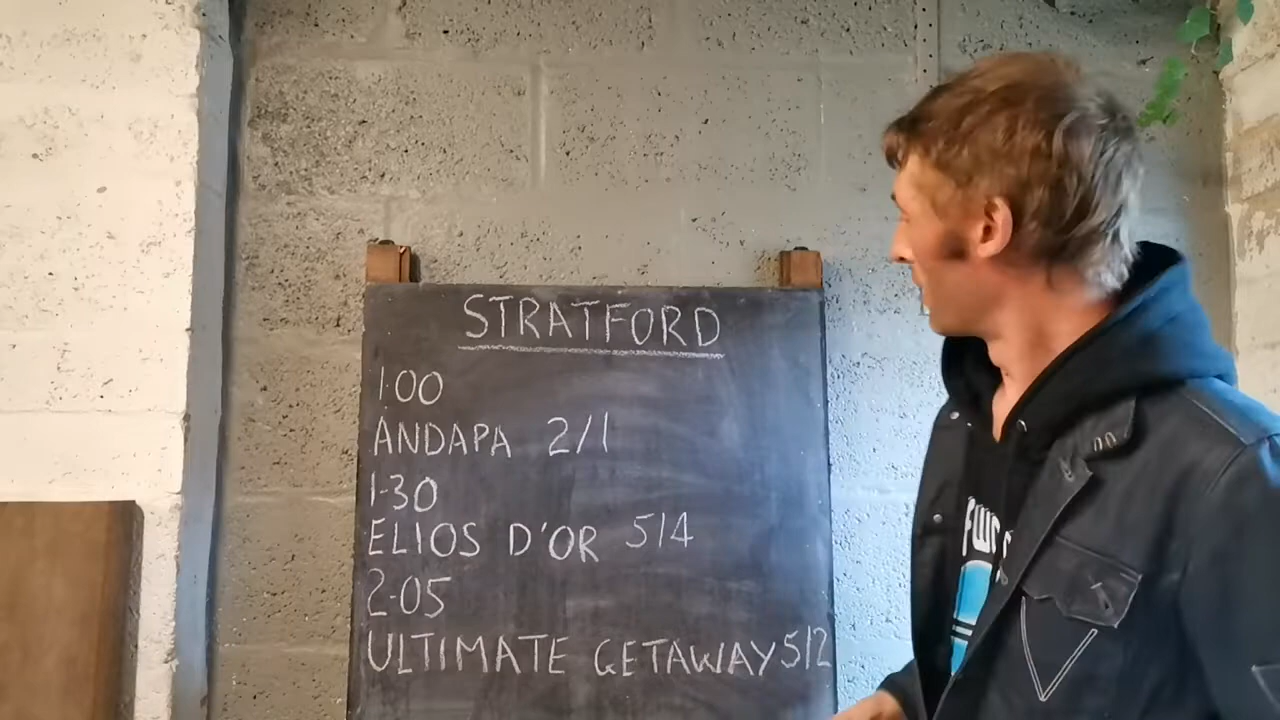 STRATFORD
1.00
ANDAPA 2/1
1.30
ELIOS D'OR 5/4
2.05
ULTIMATE GETAWAY 5/2